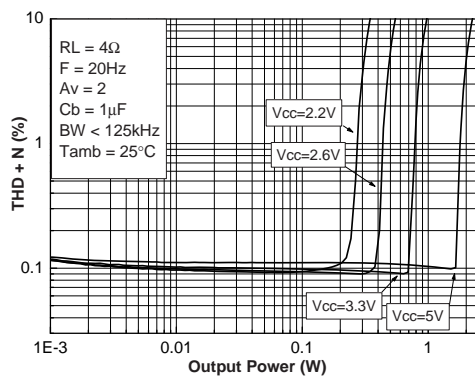 10
RL = 4Ω
F = 20Hz
Av = 2
Cb = 1μF
BW < 125kHz
Tamb = 25°C
Vcc=2.2V
Vcc=2.6V
1
THD + N (%)
0.1
Vcc=3.3V
Vcc=5V
1E-3
0.01
0.1
1
Output Power (W)